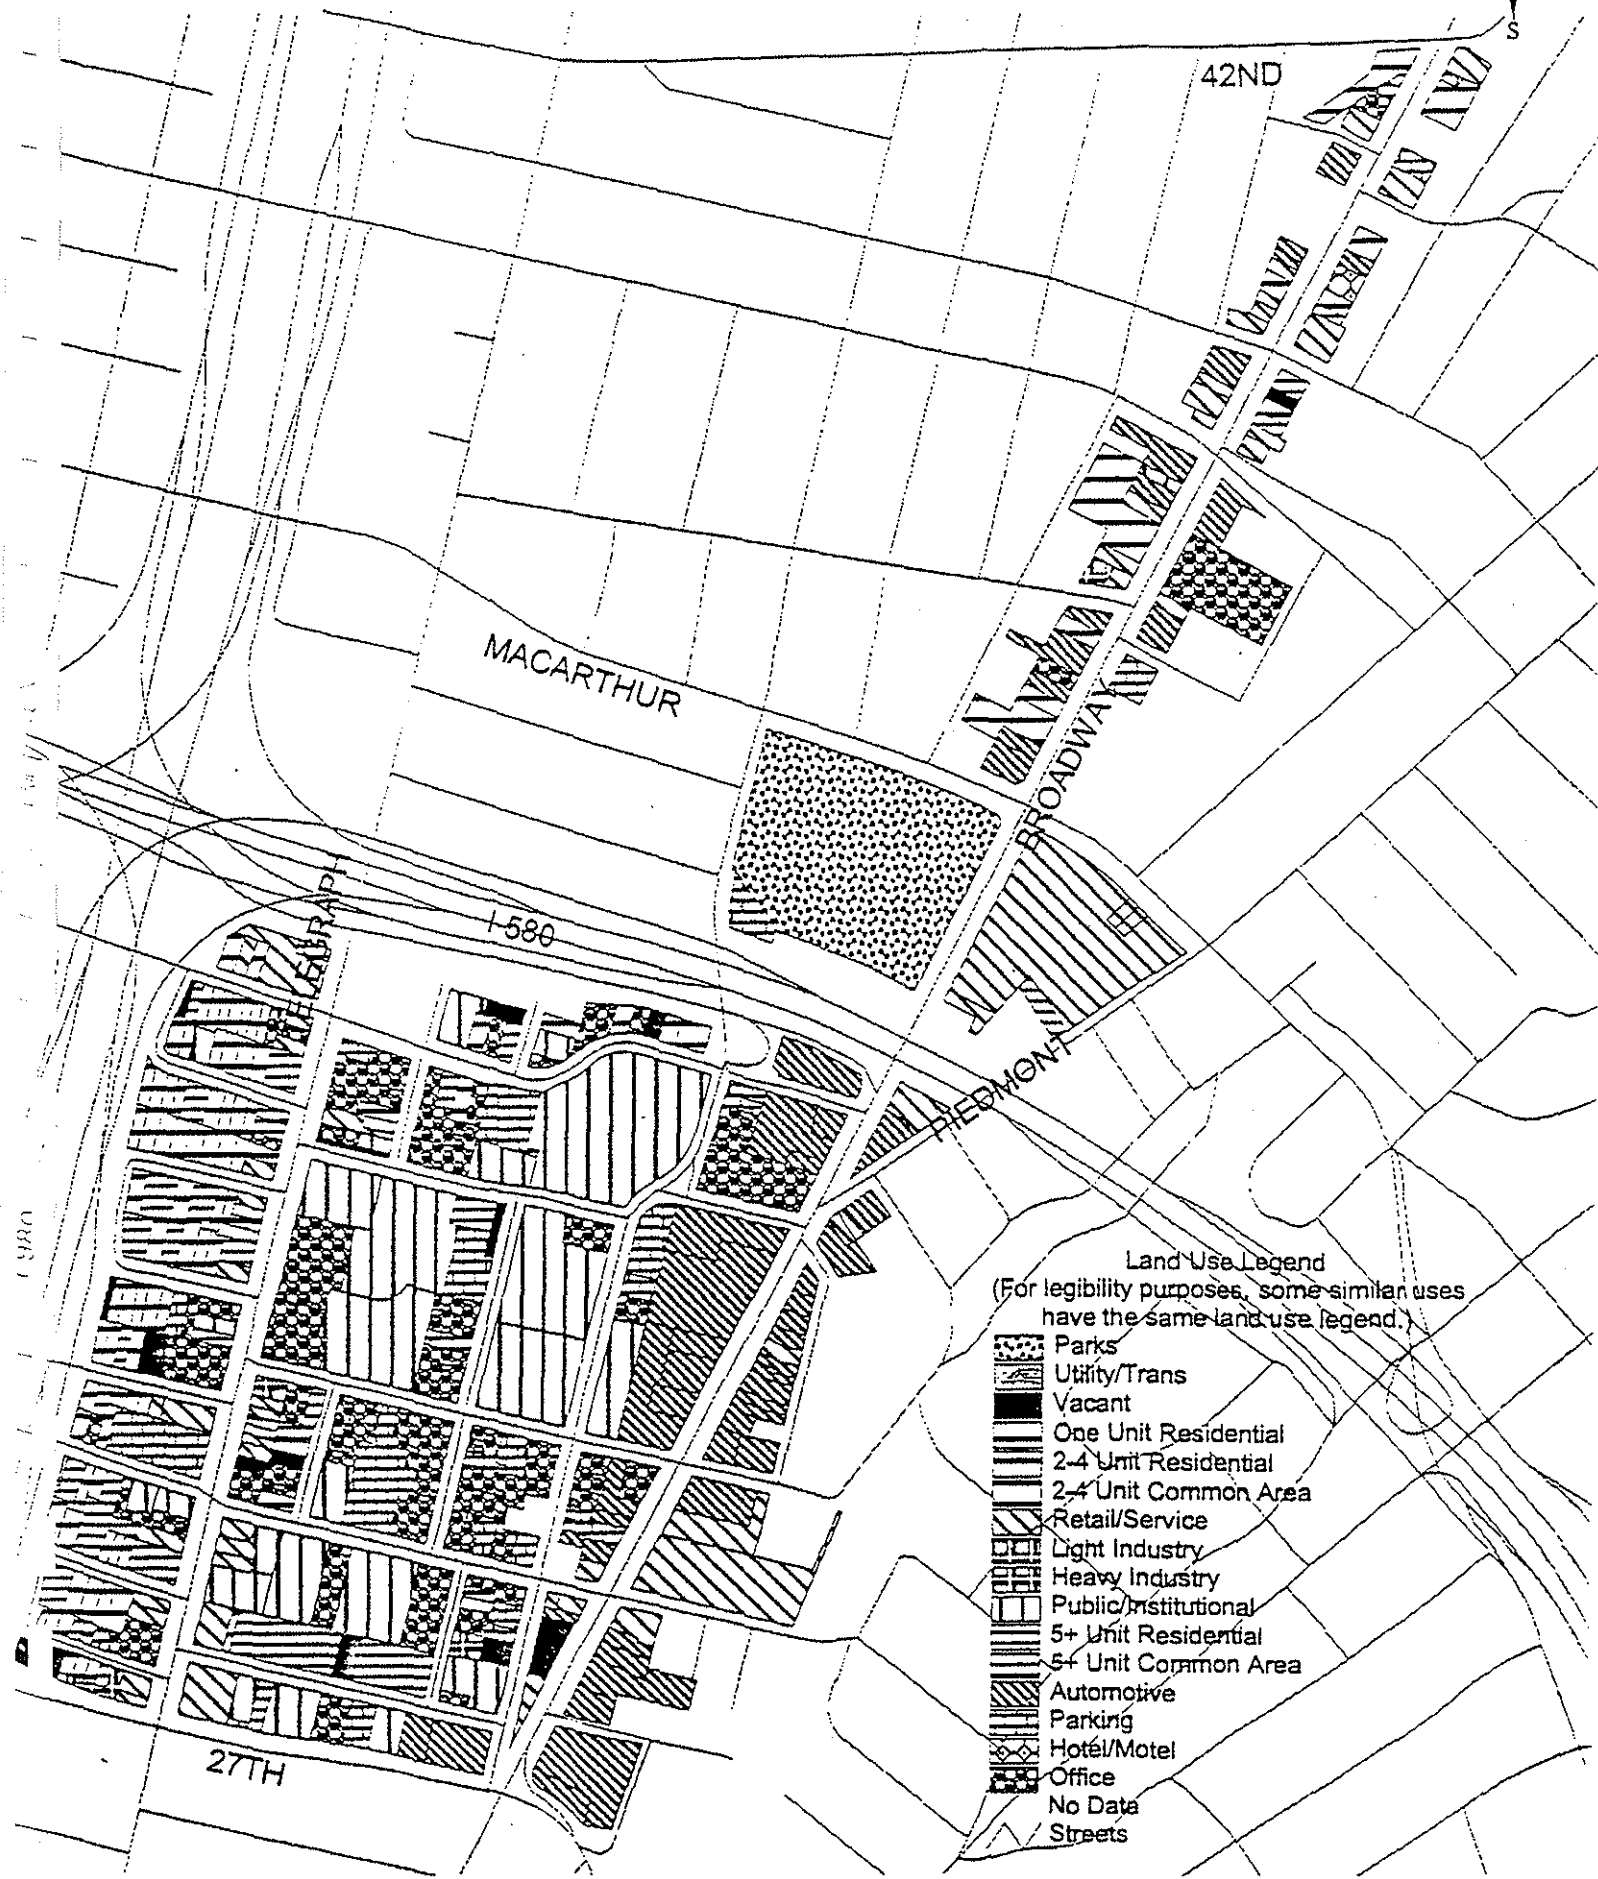 S
42ND
MACARTHUR
BROADWAY
TELEGRAPH
I-580
PIEDMONT
Land Use Legend
(For legibility purposes, some similar uses
have the same land use legend.)
Parks
Utility/Trans
Vacant
One Unit Residential
2-4 Unit Residential
2-4 Unit Common Area
Retail/Service
Light Industry
Heavy Industry
Public/Institutional
5+ Unit Residential
5+ Unit Common Area
Automotive
Parking
Hotel/Motel
Office
No Data
Streets
27TH